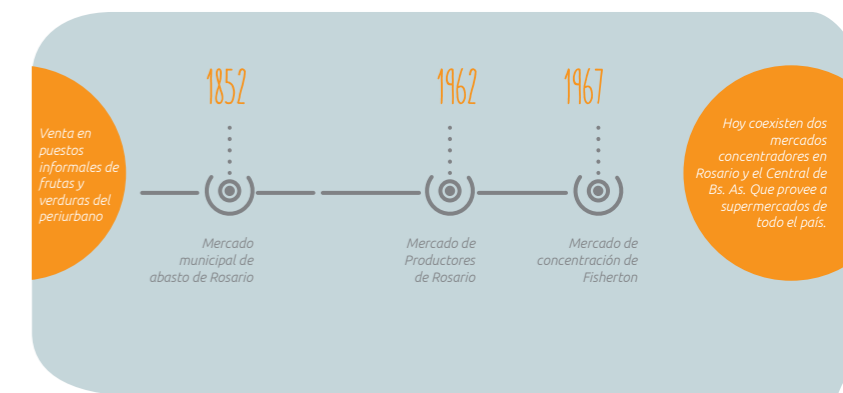 Venta en
puestos
informales de
frutas y
verduras del
periurbano
1852
Mercado
municipal de
abasto de Rosario
1962
Mercado de
Productores
de Rosario
1967
Mercado de
concentración de
Fisherton
Hoy coexisten dos
mercados
concentradores en
Rosario y el Central de
Bs. As. Que provee a
supermercados de
todo el país.